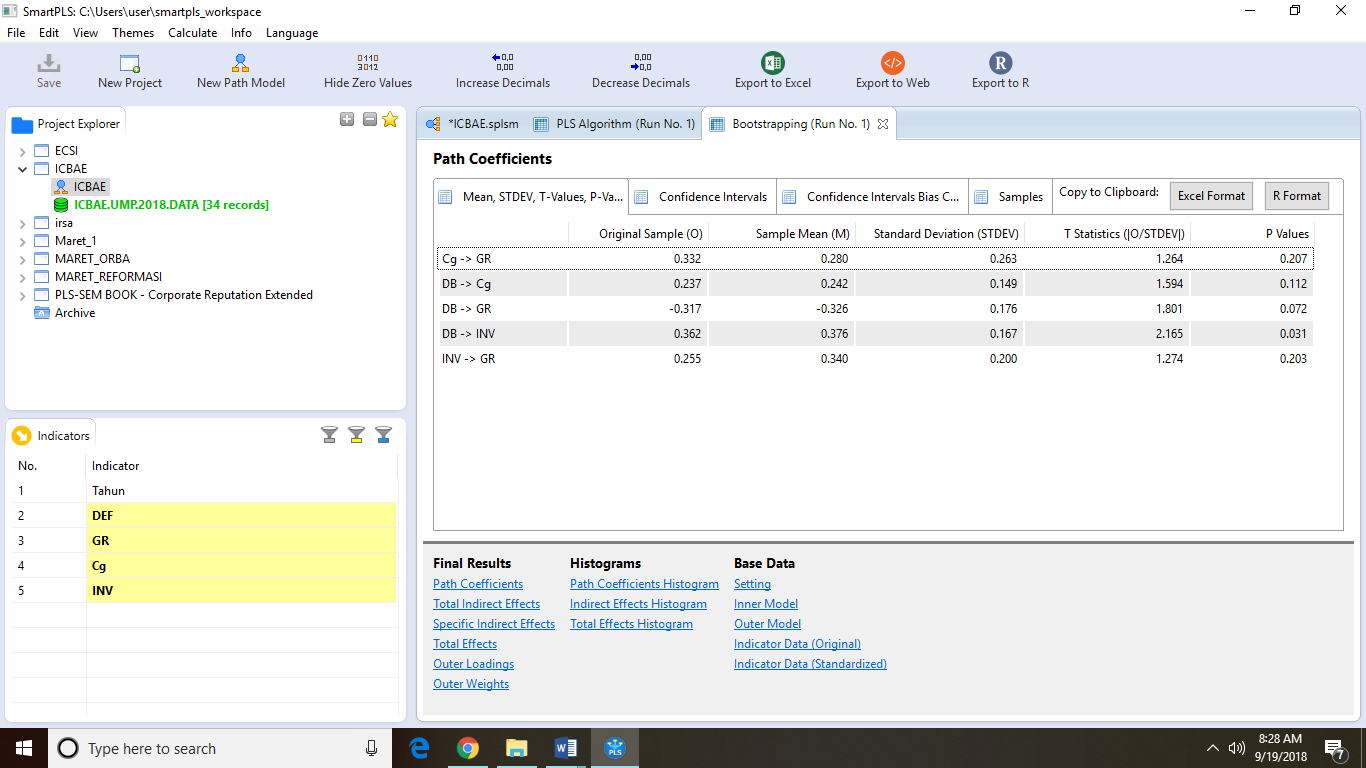 SmartPLS: C:\Users\user\smartpls_workspace
File Edit View Themes Calculate Info Language
Save New Project New Path Model Hide Zero Values Increase Decimals Decrease Decimals Export to Excel Export to Web Export to R
Project Explorer
ECSI
ICBAE
ICBAE
ICBAE.UMP.2018.DATA [34 records]
irsa
Maret_1
MARET_ORBA
MARET_REFORMASI
PLS-SEM BOOK - Corporate Reputation Extended
Archive
Indicators
No. Indicator
1 Tahun
2 DEF
3 GR
4 Cg
5 INV
*ICBAE.splsm PLS Algorithm (Run No. 1) Bootstrapping (Run No. 1)
Path Coefficients
Mean, STDEV, T-Values, P-Va... Confidence Intervals Confidence Intervals Bias C... Samples Copy to Clipboard: Excel Format R Format
Original Sample (O) Sample Mean (M) Standard Deviation (STDEV) T Statistics (|O/STDEV|) P Values
Cg -> GR 0.332 0.280 0.263 1.264 0.207
DB -> Cg 0.237 0.242 0.149 1.594 0.112
DB -> GR -0.317 -0.326 0.176 1.801 0.072
DB -> INV 0.362 0.376 0.167 2.165 0.031
INV -> GR 0.255 0.340 0.200 1.274 0.203
Final Results Histograms Base Data
Path Coefficients Path Coefficients Histogram Setting
Total Indirect Effects Indirect Effects Histogram Inner Model
Specific Indirect Effects Total Effects Histogram Outer Model
Total Effects Indicator Data (Original)
Outer Loadings Indicator Data (Standardized)
Outer Weights
Type here to search
8:28 AM
9/19/2018